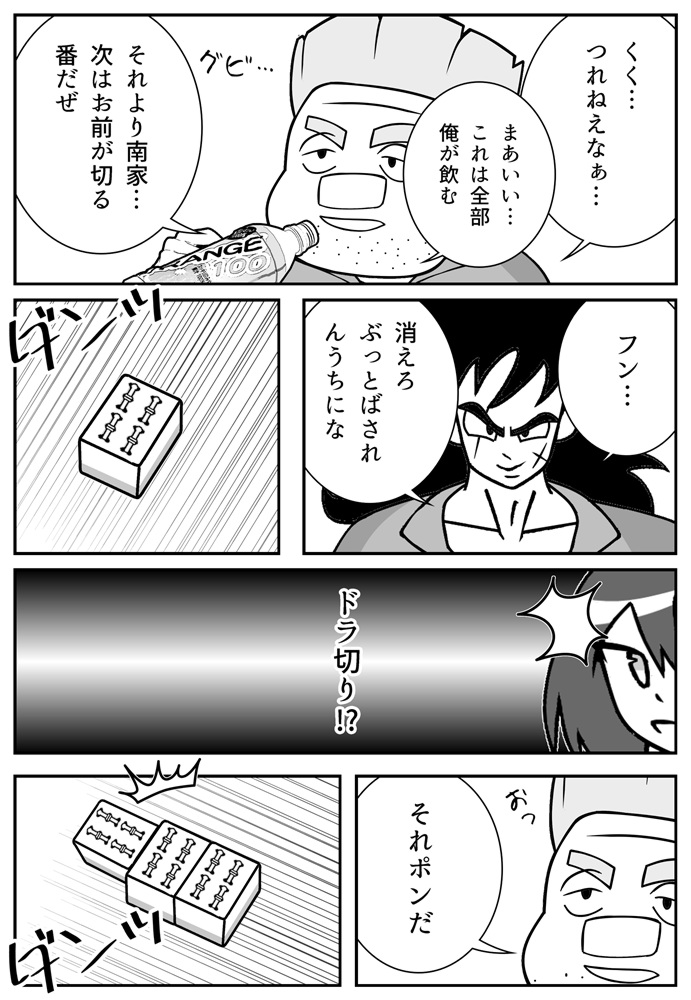 くく…
つれねえなぁ…
まあいい…
これは全部
俺が飲む
グビ…
それより南家…
次はお前が切る
番だぜ
RANGE
100
フン…
消えろ
ぶっとばされ
んうちにな
ダンッ
ドラ切り!?
おっ
それポンだ
ダンッ